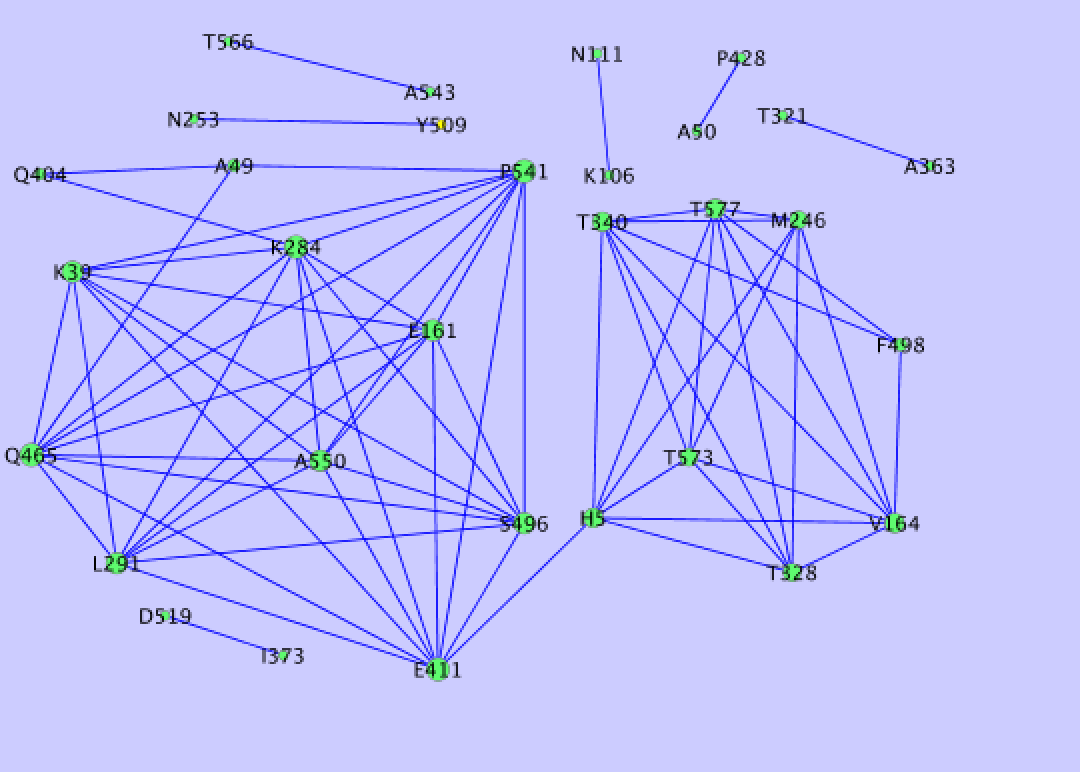 T566
N111
P428
A543
N253
Y509
T321
A50
A49
Q404
P541
K106
A363
T577
T340
M246
K284
K39
E161
F498
Q465
A550
T573
H5
S496
V164
L291
T328
D519
I373
E411